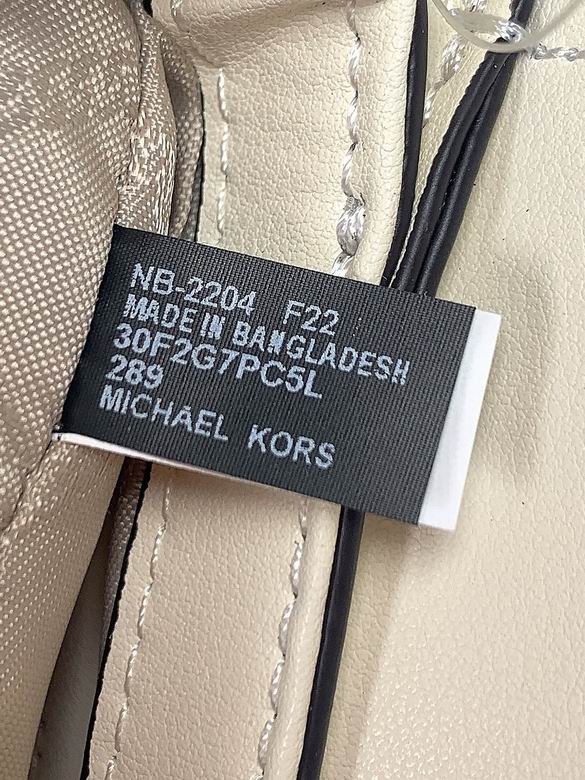 NB-2204 F22
MADE IN BANGLADESH
30F2G7PC5L
289
MICHAEL KORS